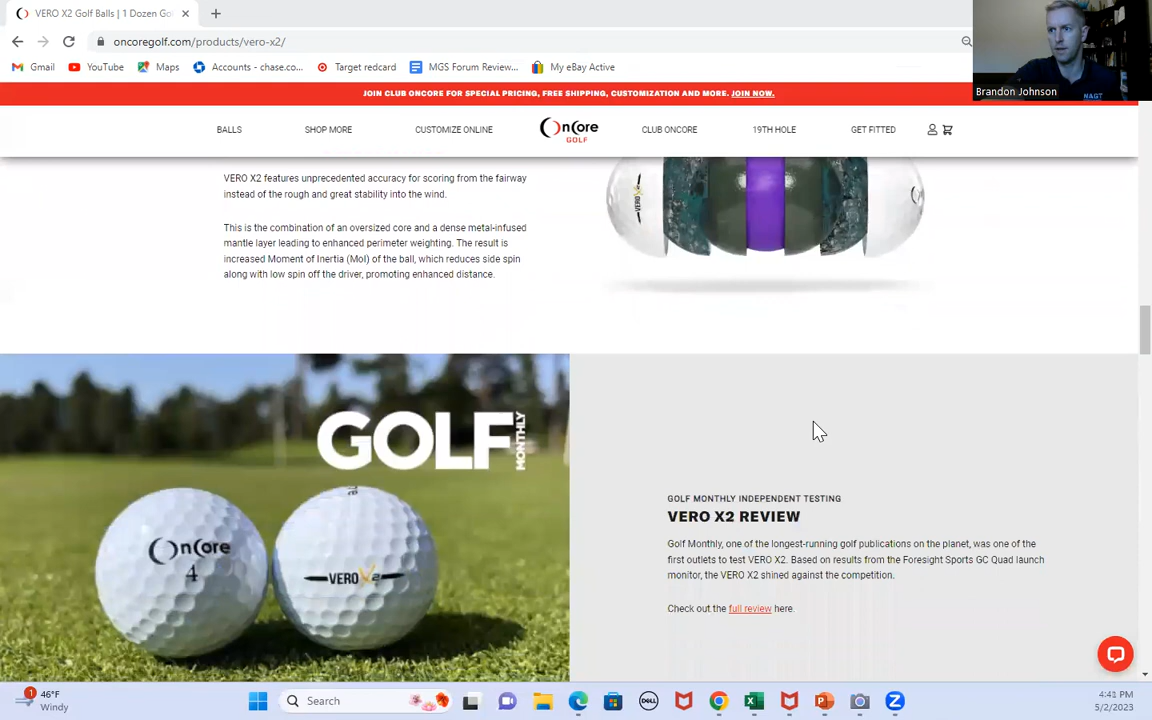 VERO X2 Golf Balls | 1 Dozen Go
oncoregolf.com/products/vero-x2/
Brandon Johnson
NAGT
Gmail YouTube Maps Accounts - chase.co... Target redcard MGS Forum Review... My eBay Active
JOIN CLUB ONCORE FOR SPECIAL PRICING, FREE SHIPPING, CUSTOMIZATION AND MORE. JOIN NOW.
BALLS SHOP MORE CUSTOMIZE ONLINE OnCore GOLF CLUB ONCORE 19TH HOLE GET FITTED
VERO X2 features unprecedented accuracy for scoring from the fairway
instead of the rough and great stability into the wind.
This is the combination of an oversized core and a dense metal-infused
mantle layer leading to enhanced perimeter weighting. The result is
increased Moment of Inertia (MoI) of the ball, which reduces side spin
along with low spin off the driver, promoting enhanced distance.
VERO
GOLF MONTHLY
OnCore
4
VERO X2
GOLF MONTHLY INDEPENDENT TESTING
VERO X2 REVIEW
Golf Monthly, one of the longest-running golf publications on the planet, was one of the
first outlets to test VERO X2. Based on results from the Foresight Sports GC Quad launch
monitor, the VERO X2 shined against the competition.
Check out the full review here.
1
46°F
Windy
Search
DELL
4:41 PM
5/2/2023